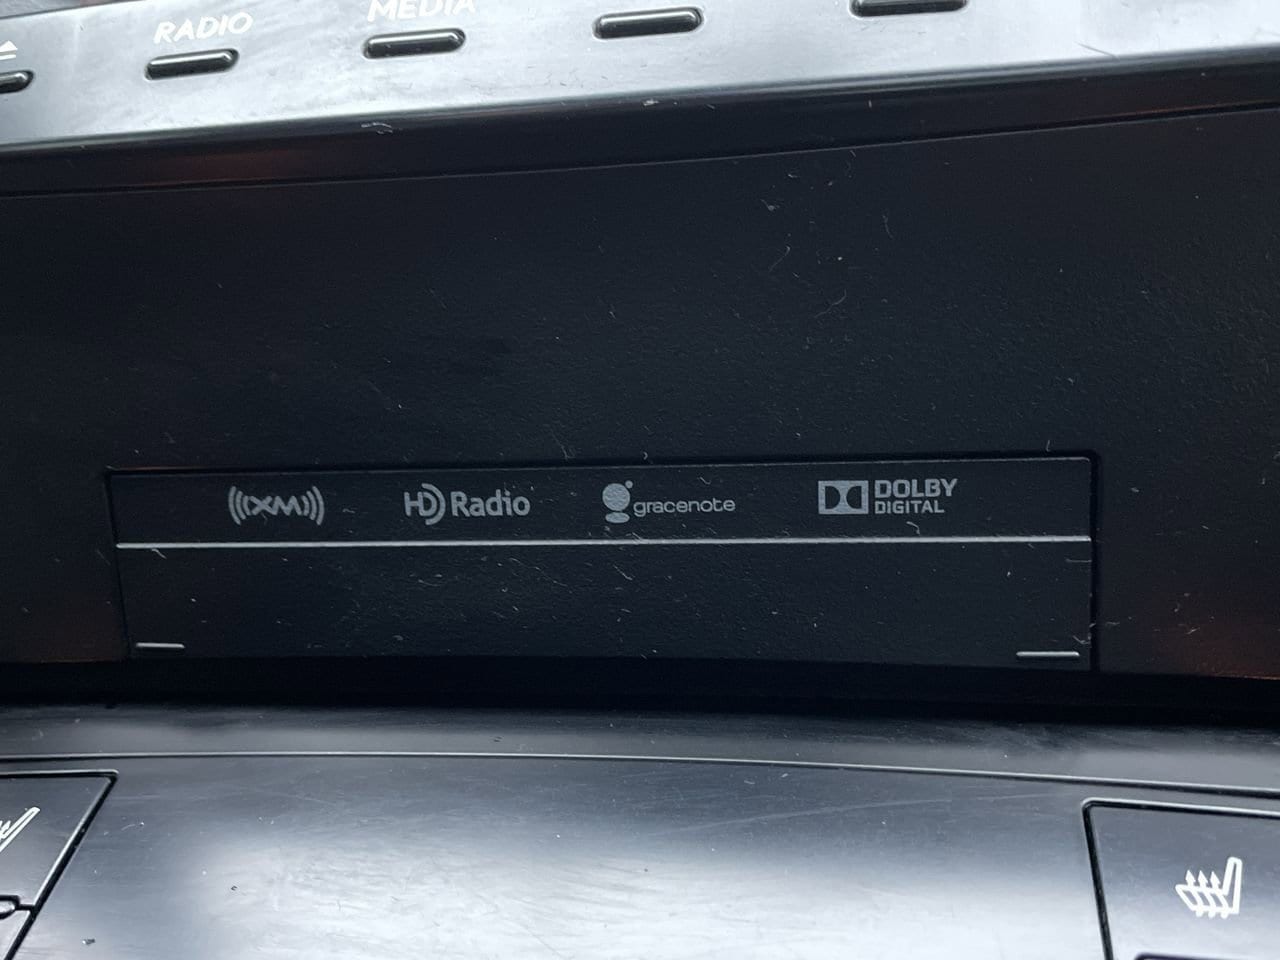 RADIO
MEDIA
((XM))
HD Radio
gracenote
DOLBY
DIGITAL